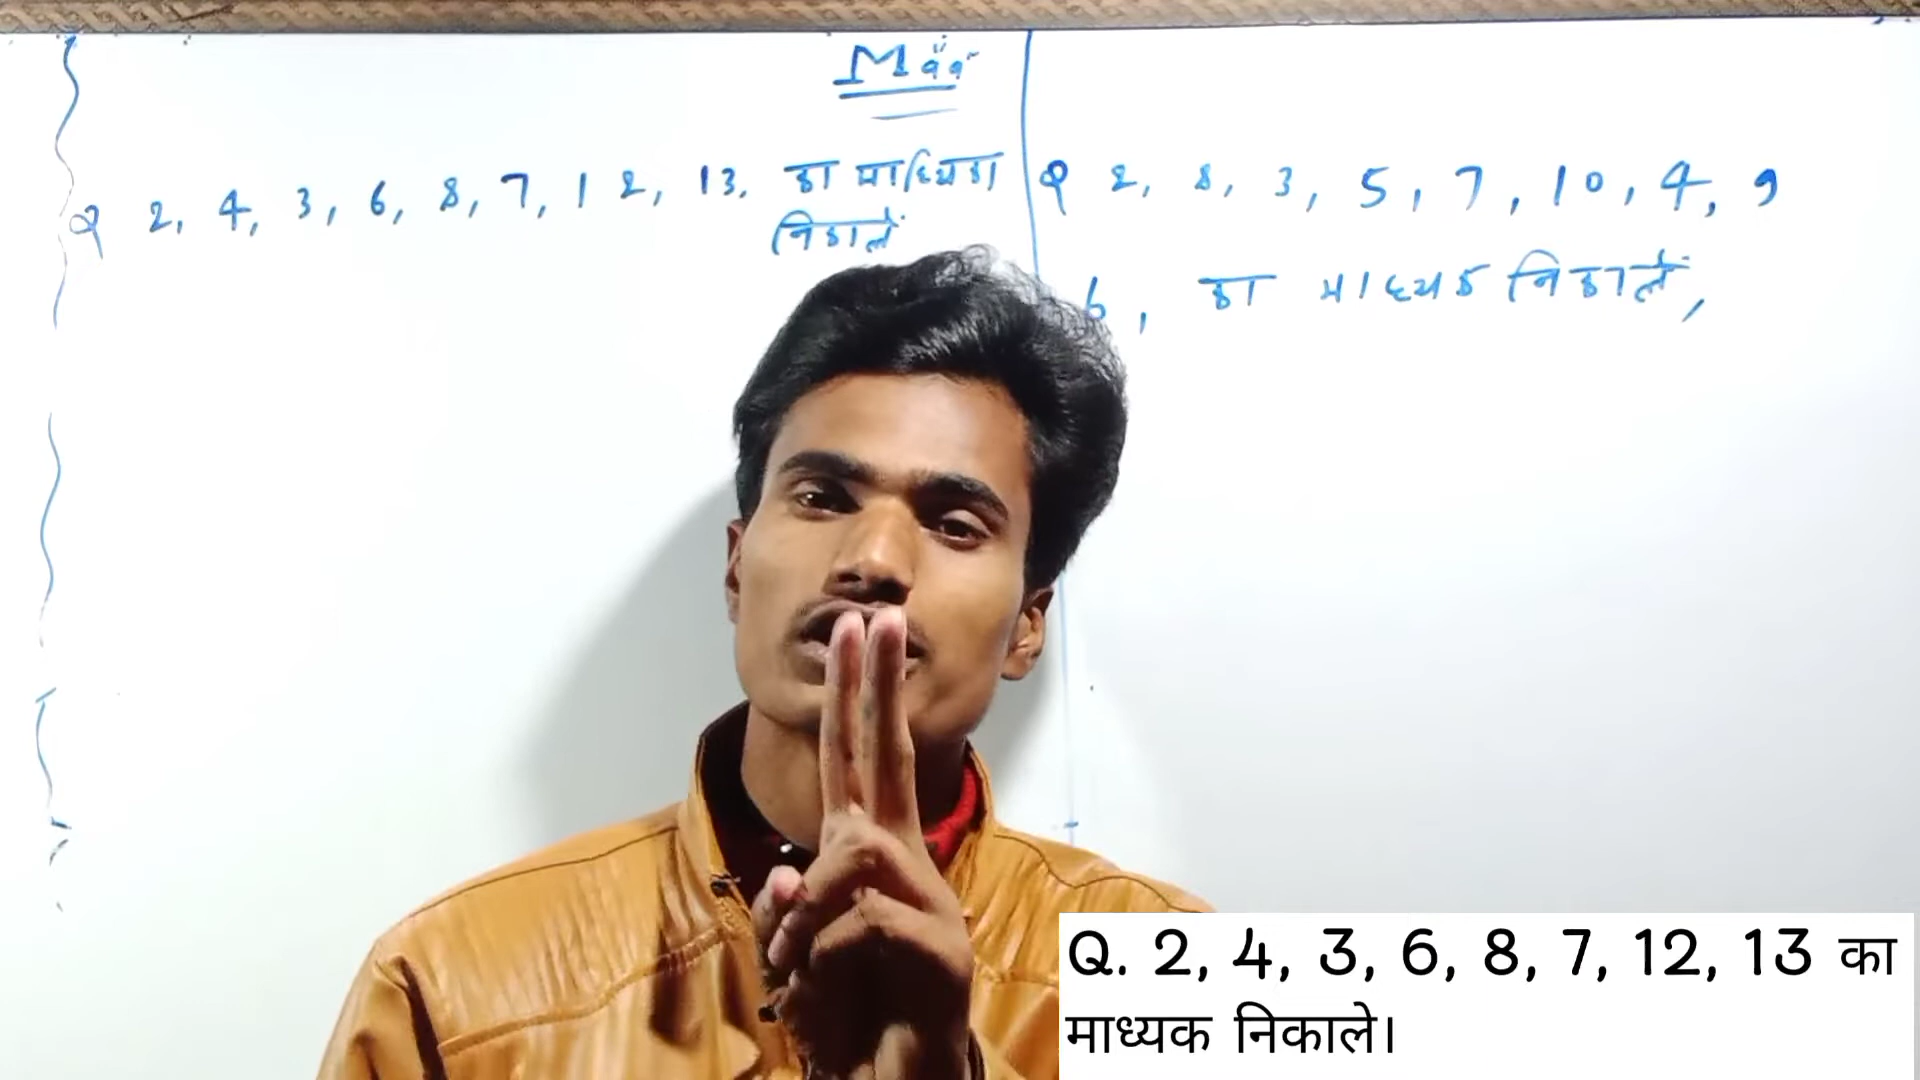 Q 2, 4, 3, 6, 8, 7, 12, 13. का माध्यिका
निकालें
Q 2, 8, 3, 5, 7, 10, 4, 9
6, का माध्यक निकालें,
Q. 2, 4, 3, 6, 8, 7, 12, 13 का
माध्यक निकाले।